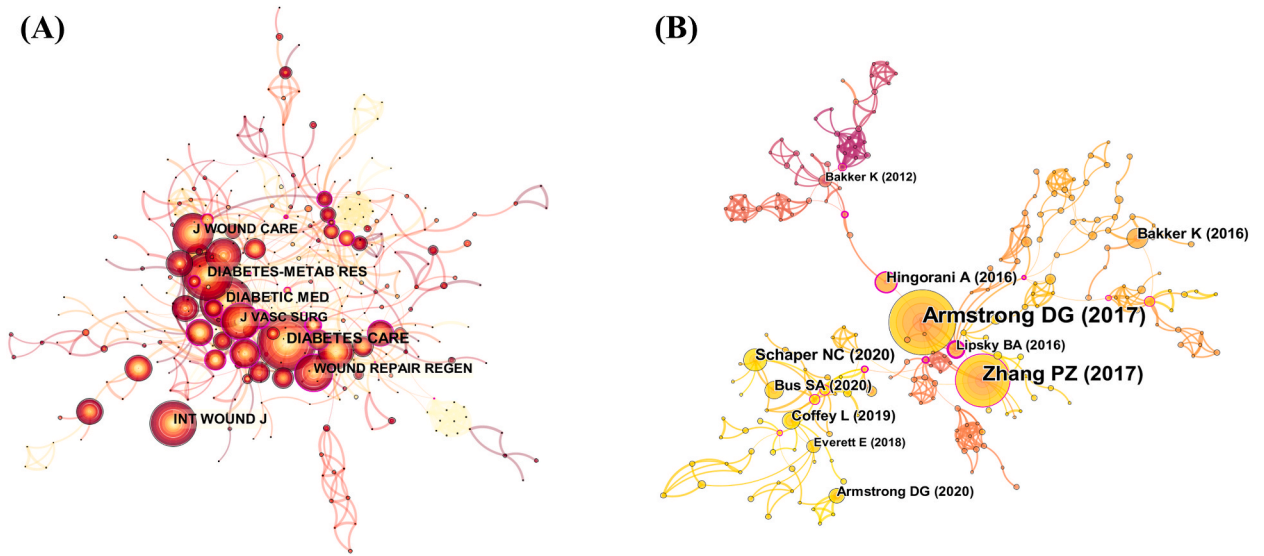 (A)
J WOUND CARE
DIABETES-METAB RES
DIABETIC MED
J VASC SURG
DIABETES CARE
WOUND REPAIR REGEN
INT WOUND J
(B)
Bakker K (2012)
Bakker K (2016)
Hingorani A (2016)
Armstrong DG (2017)
Lipsky BA (2016)
Schaper NC (2020)
Zhang PZ (2017)
Bus SA (2020)
Coffey L (2019)
Everett E (2018)
Armstrong DG (2020)